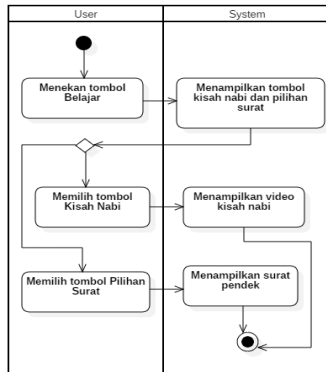 User
System
Menekan tombol
Belajar
Menampilkan tombol
kisah nabi dan pilihan
surat
Memilih tombol
Kisah Nabi
Menampilkan video
kisah nabi
Memilih tombol Pilihan
Surat
Menampilkan surat
pendek